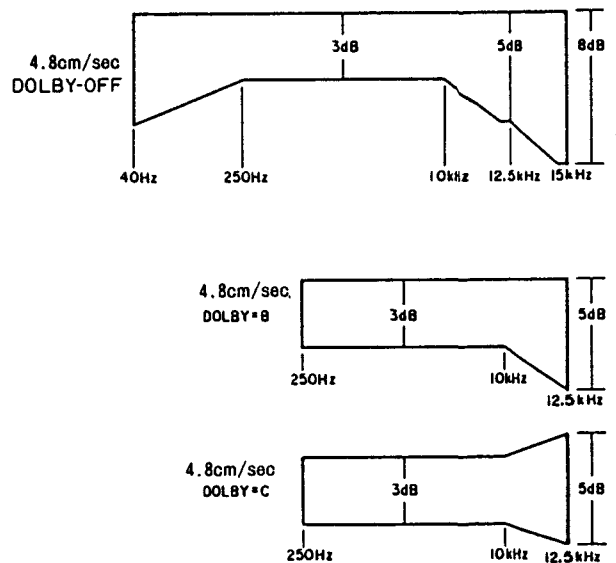 3dB 5dB 8dB
4.8cm/sec
DOLBY-OFF
40Hz 250Hz 10kHz 12.5kHz 15kHz
4.8cm/sec.
DOLBY=B
3dB 5dB
250Hz 10kHz 12.5kHz
4.8cm/sec
DOLBY=C
3dB 5dB
250Hz 10kHz 12.5kHz